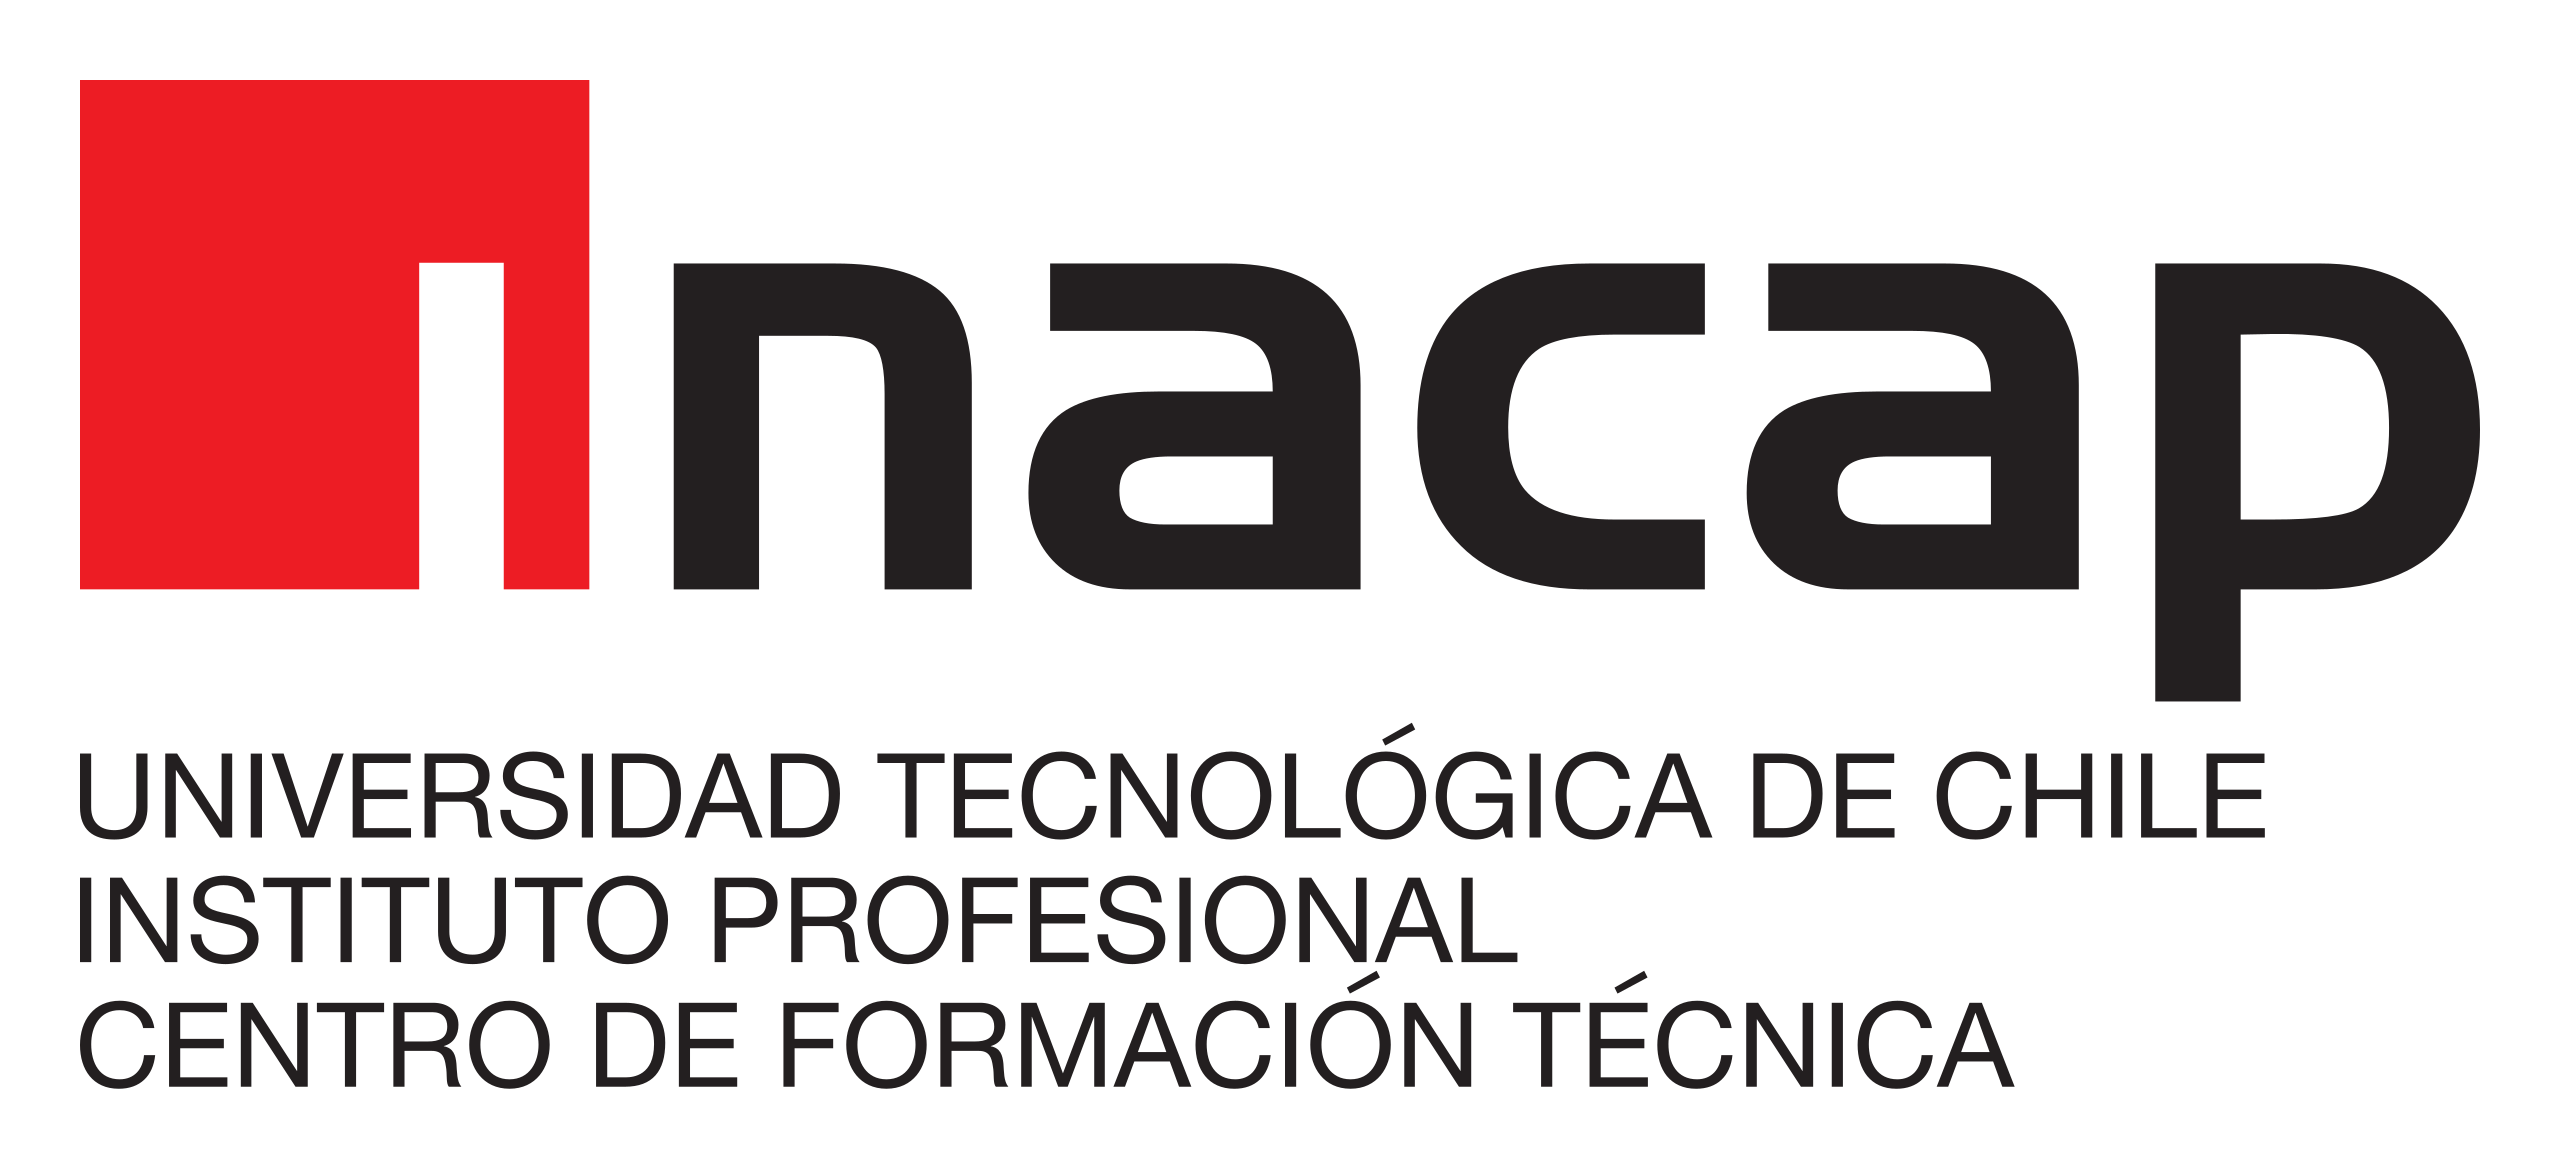 inacap
UNIVERSIDAD TECNOLÓGICA DE CHILE
INSTITUTO PROFESIONAL
CENTRO DE FORMACIÓN TÉCNICA